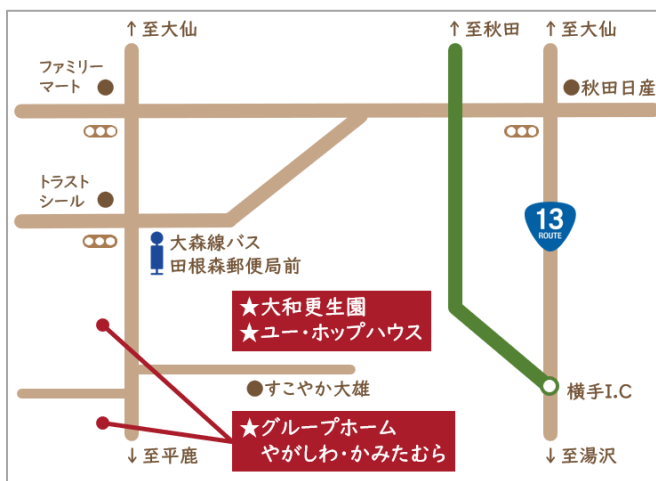 ↑至大仙
↑至秋田
↑至大仙
ファミリー
マート
秋田日産
トラスト
シール
13
ROUTE
大森線バス
田根森郵便局前
★大和更生園
★ユー・ホップハウス
すこやか大雄
横手I.C
★グループホーム
やがしわ・かみたむら
↓至平鹿
↓至湯沢